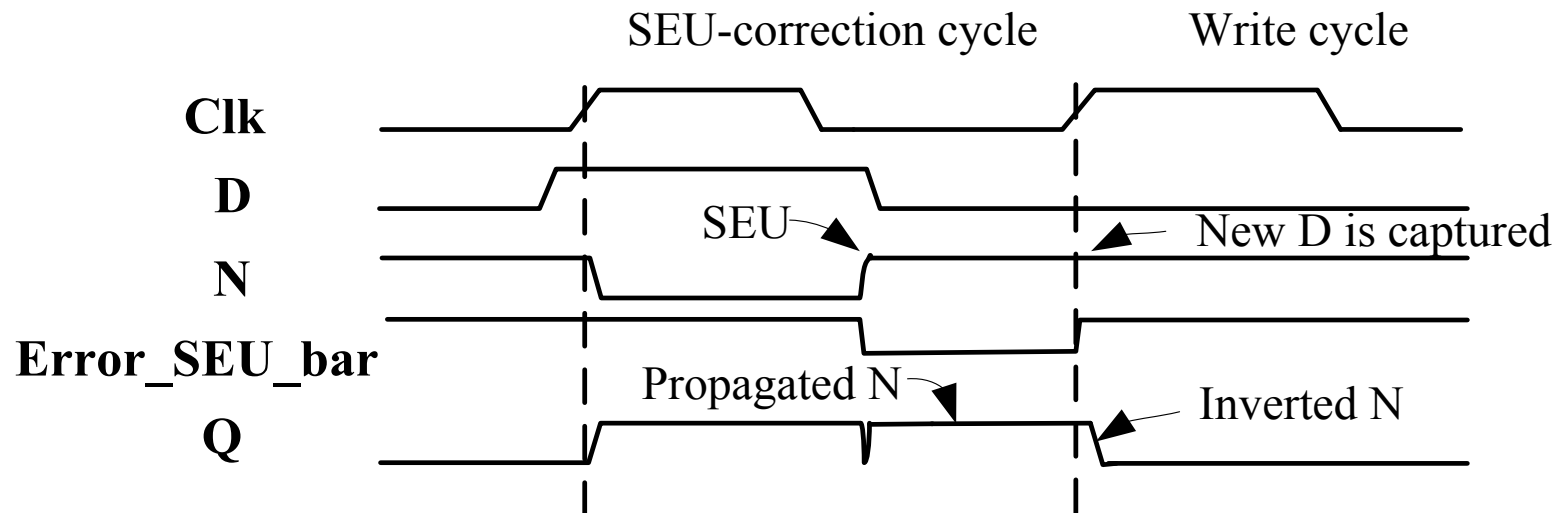 SEU-correction cycle
Write cycle
Clk
D
SEU
New D is captured
N
Error_SEU_bar
Propagated N
Inverted N
Q